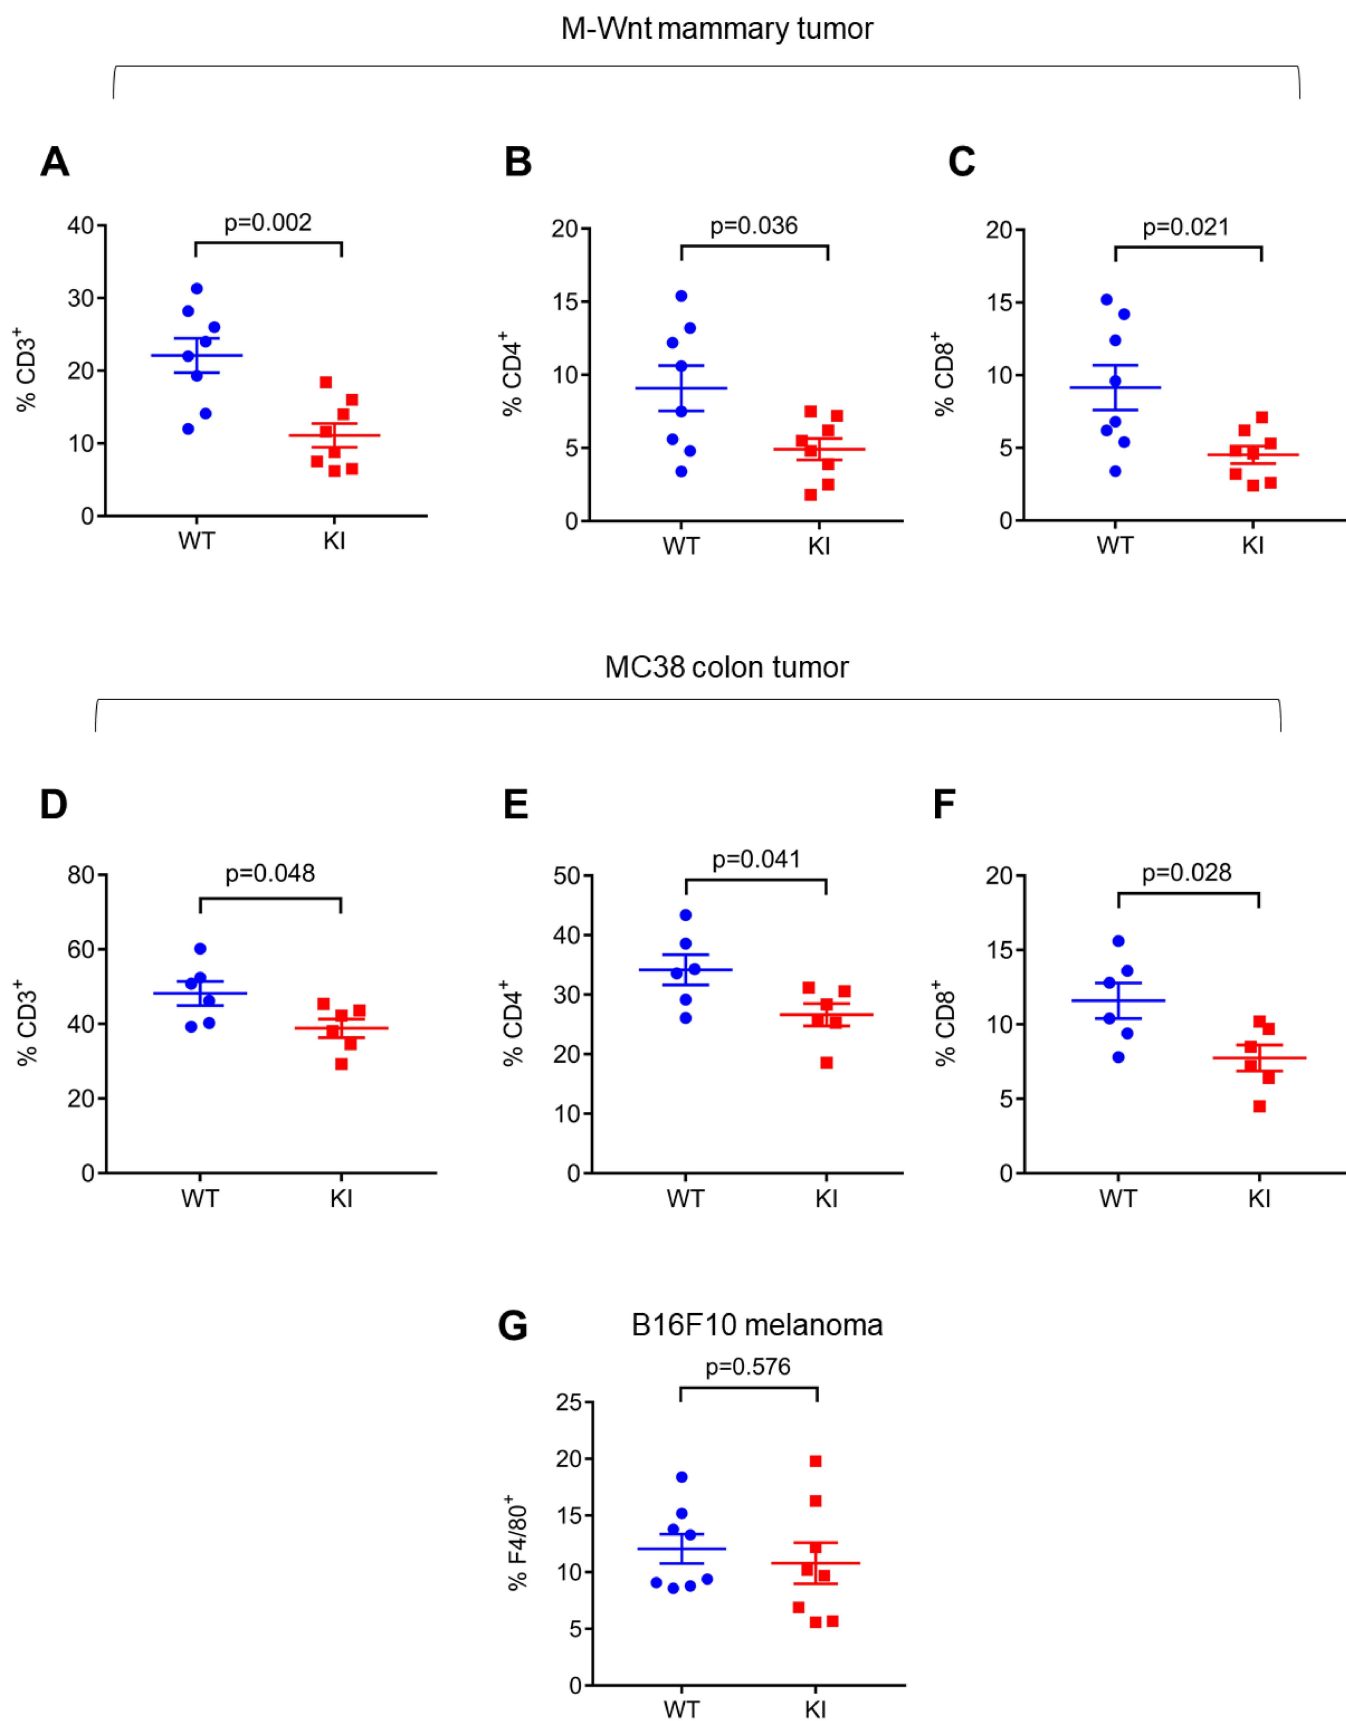 M-Wnt mammary tumor
A
B
C
p=0.002
p=0.036
p=0.021
% CD3+
40
30
20
10
0
WT
KI
% CD4+
20
15
10
5
0
WT
KI
% CD8+
20
15
10
5
0
WT
KI
MC38 colon tumor
D
E
F
p=0.048
p=0.041
p=0.028
% CD3+
80
60
40
20
0
WT
KI
% CD4+
50
40
30
20
10
0
WT
KI
% CD8+
20
15
10
5
0
WT
KI
G
B16F10 melanoma
p=0.576
% F4/80+
25
20
15
10
5
0
WT
KI